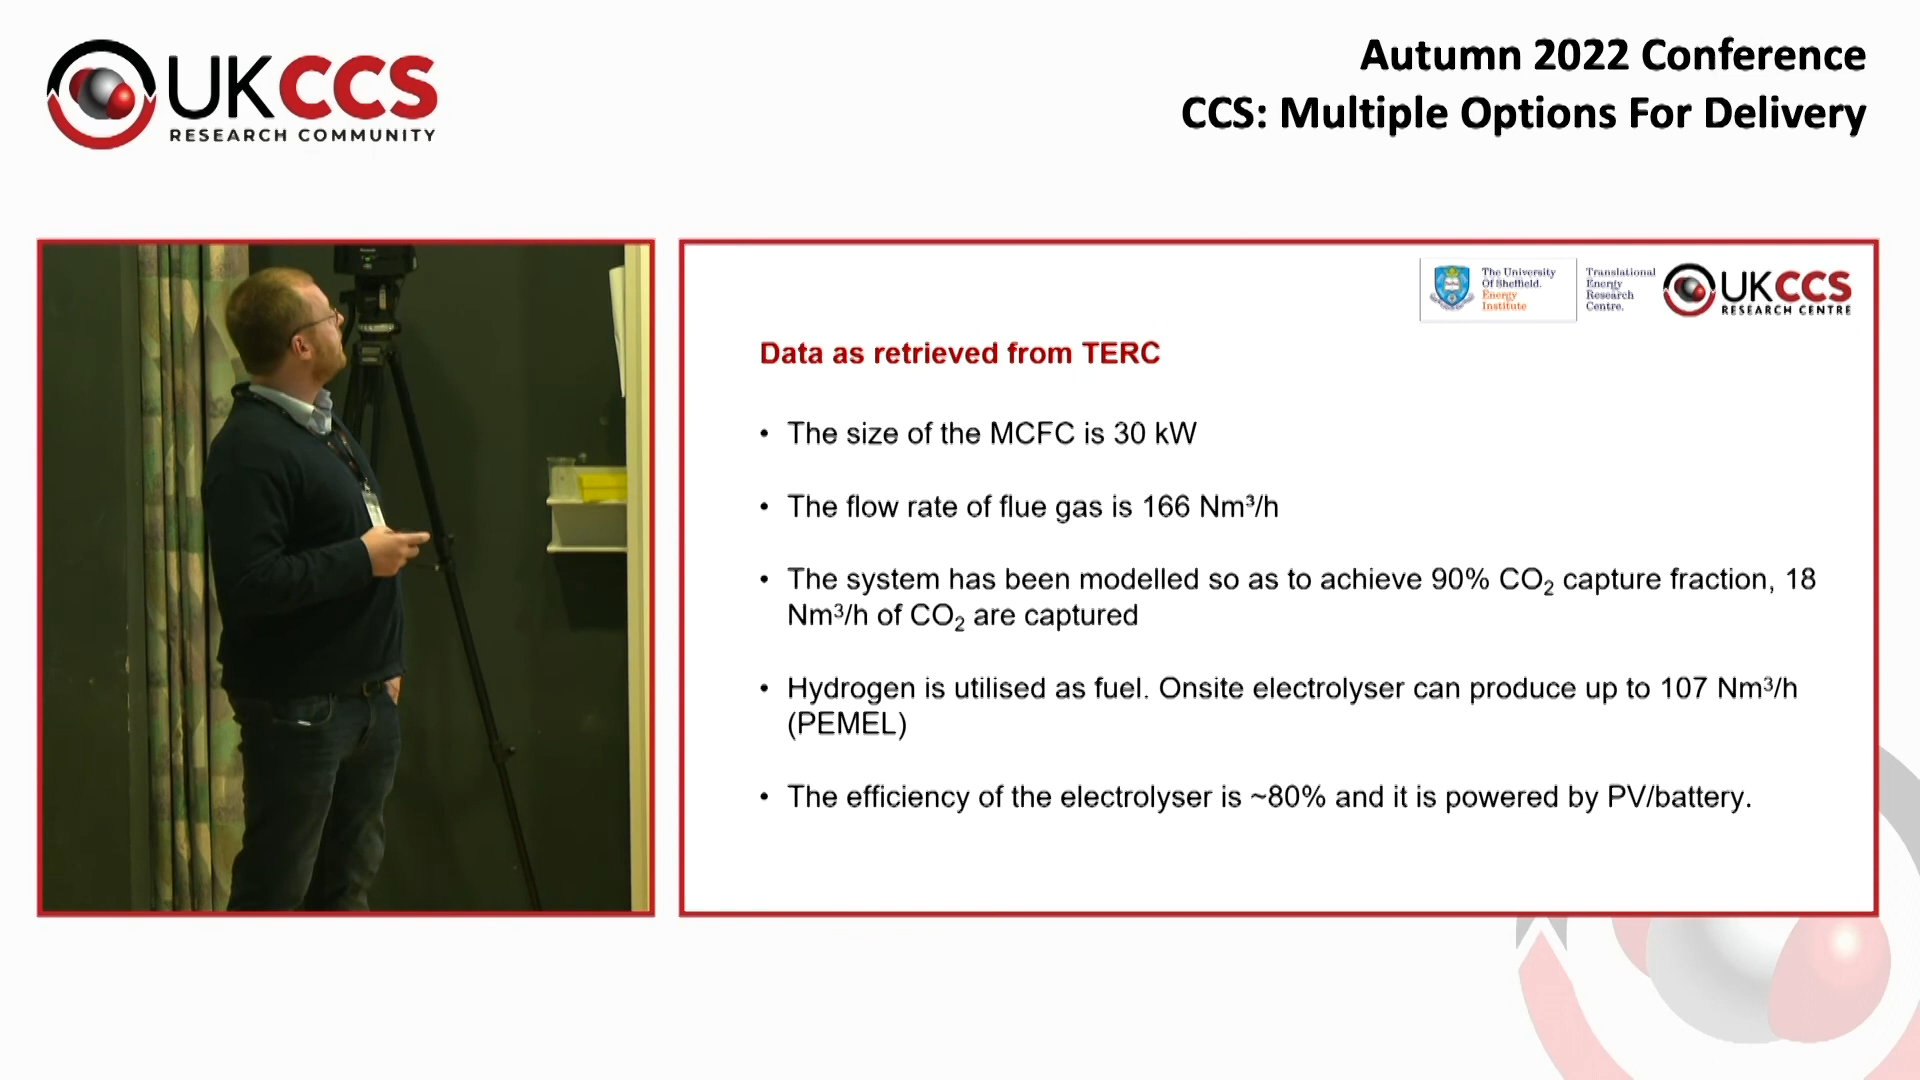 UKCCS
RESEARCH COMMUNITY
Autumn 2022 Conference
CCS: Multiple Options For Delivery
The University
Of Sheffield.
Energy
Institute
Translational
Energy
Research
Centre.
UKCCS
RESEARCH CENTRE
Data as retrieved from TERC
• The size of the MCFC is 30 kW
• The flow rate of flue gas is 166 Nm³/h
• The system has been modelled so as to achieve 90% CO₂ capture fraction, 18
Nm³/h of CO₂ are captured
• Hydrogen is utilised as fuel. Onsite electrolyser can produce up to 107 Nm³/h
(PEMEL)
• The efficiency of the electrolyser is ~80% and it is powered by PV/battery.